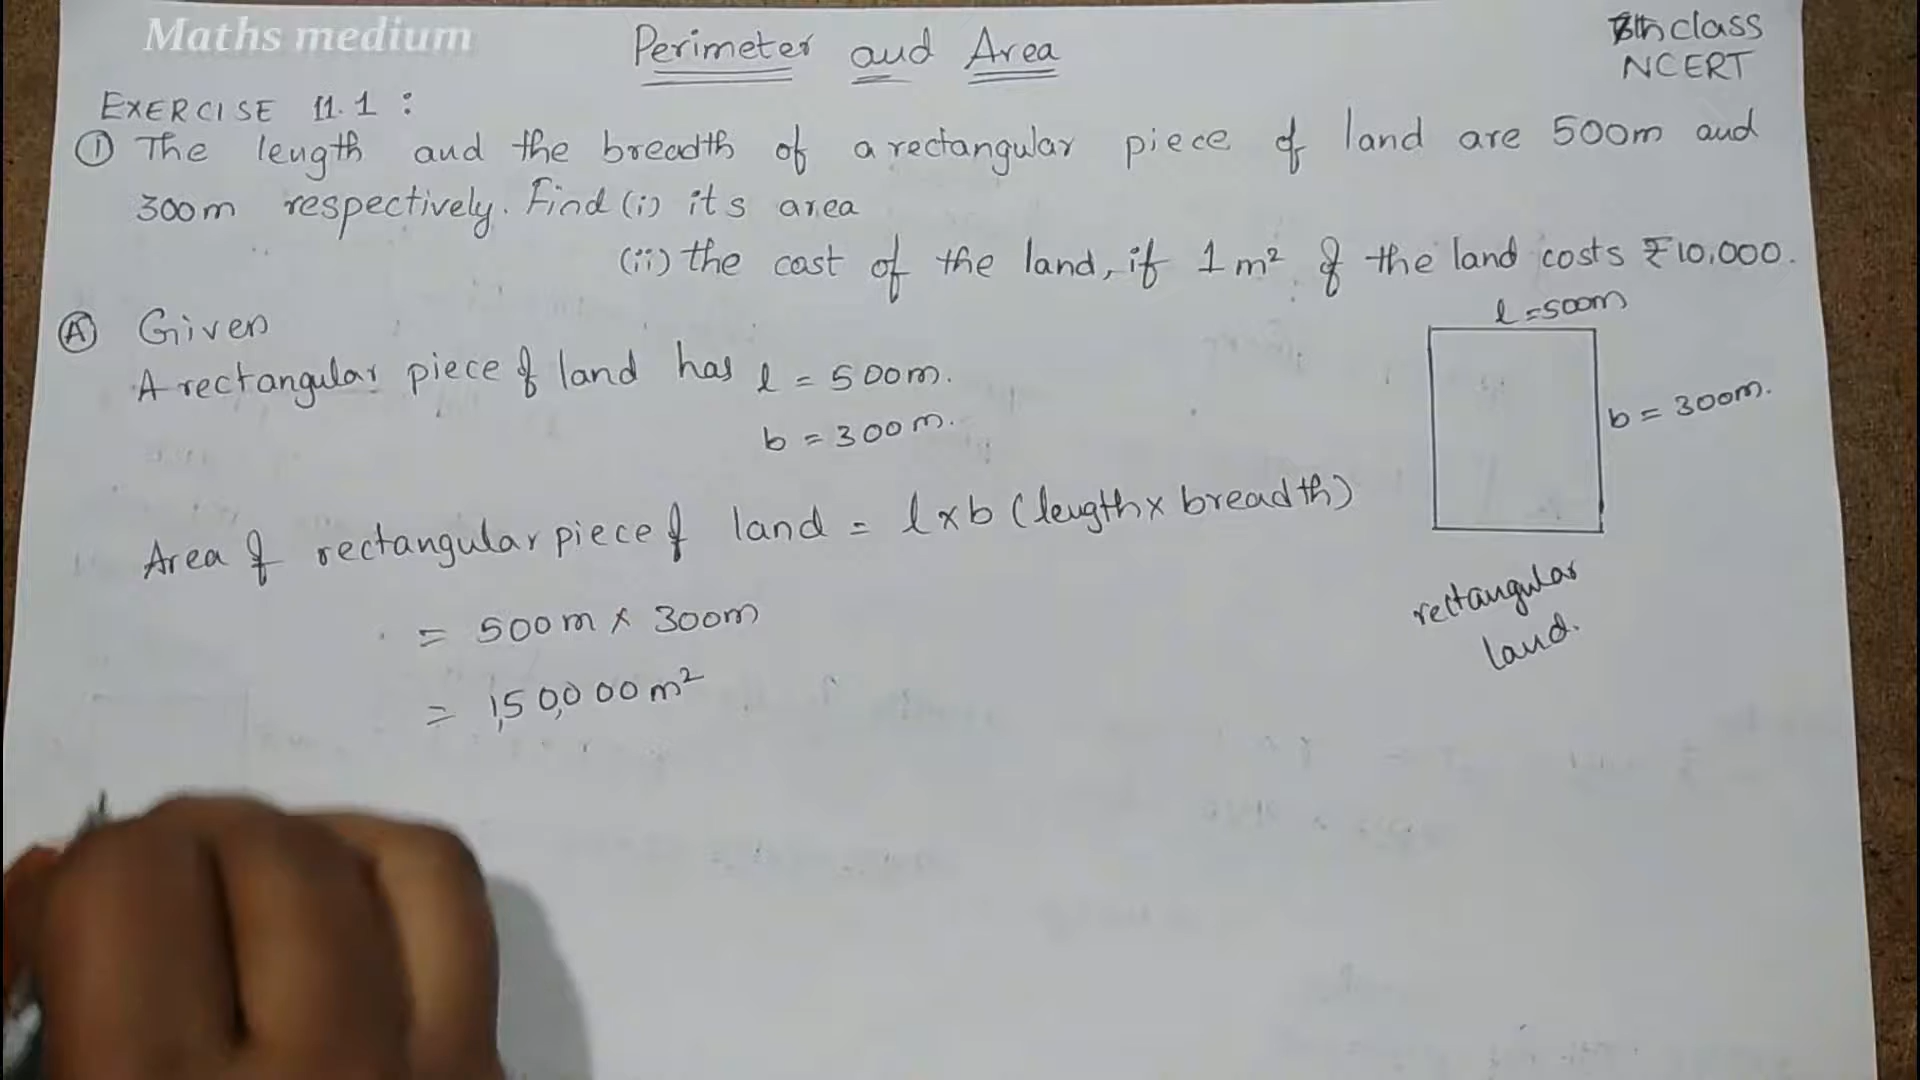 Maths medium
Perimeter and Area
7th class
NCERT
EXERCISE 11.1 :
① The length and the breadth of a rectangular piece of land are 500m and
300m respectively. Find (i) its area
(ii) the cost of the land, if 1 m² of the land costs ₹10,000.
Ⓐ Given
A rectangular piece of land has l = 500m.
b = 300m.
l = 500m
b = 300m.
rectangular
land.
Area of rectangular piece of land = l x b (length x breadth)
= 500m x 300m
= 1,50,000 m²